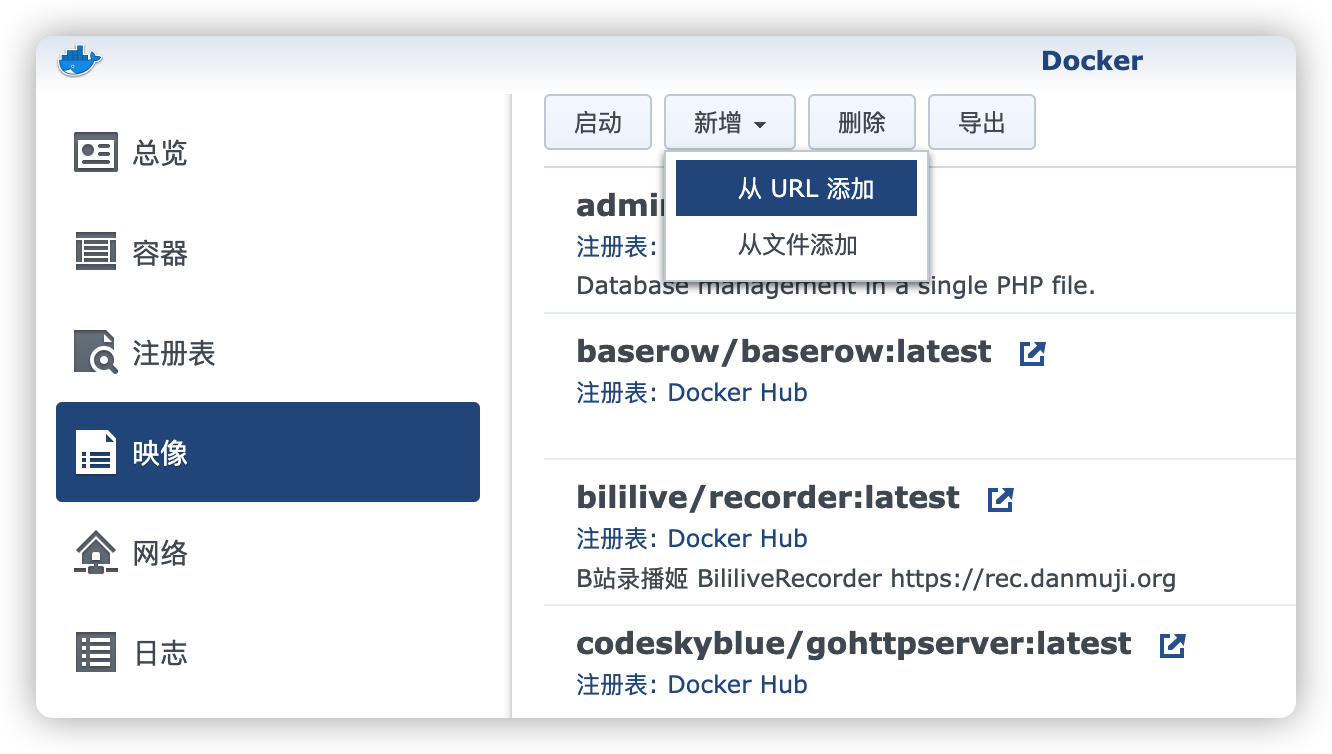 Docker
总览
容器
注册表
映像
网络
日志
启动
新增
删除
导出
从 URL 添加
从文件添加
注册表:
Database management in a single PHP file.
baserow/baserow:latest
注册表: Docker Hub
bililive/recorder:latest
注册表: Docker Hub
B站录播姬 BililiveRecorder https://rec.danmuji.org
codeskyblue/gohttpserver:latest
注册表: Docker Hub